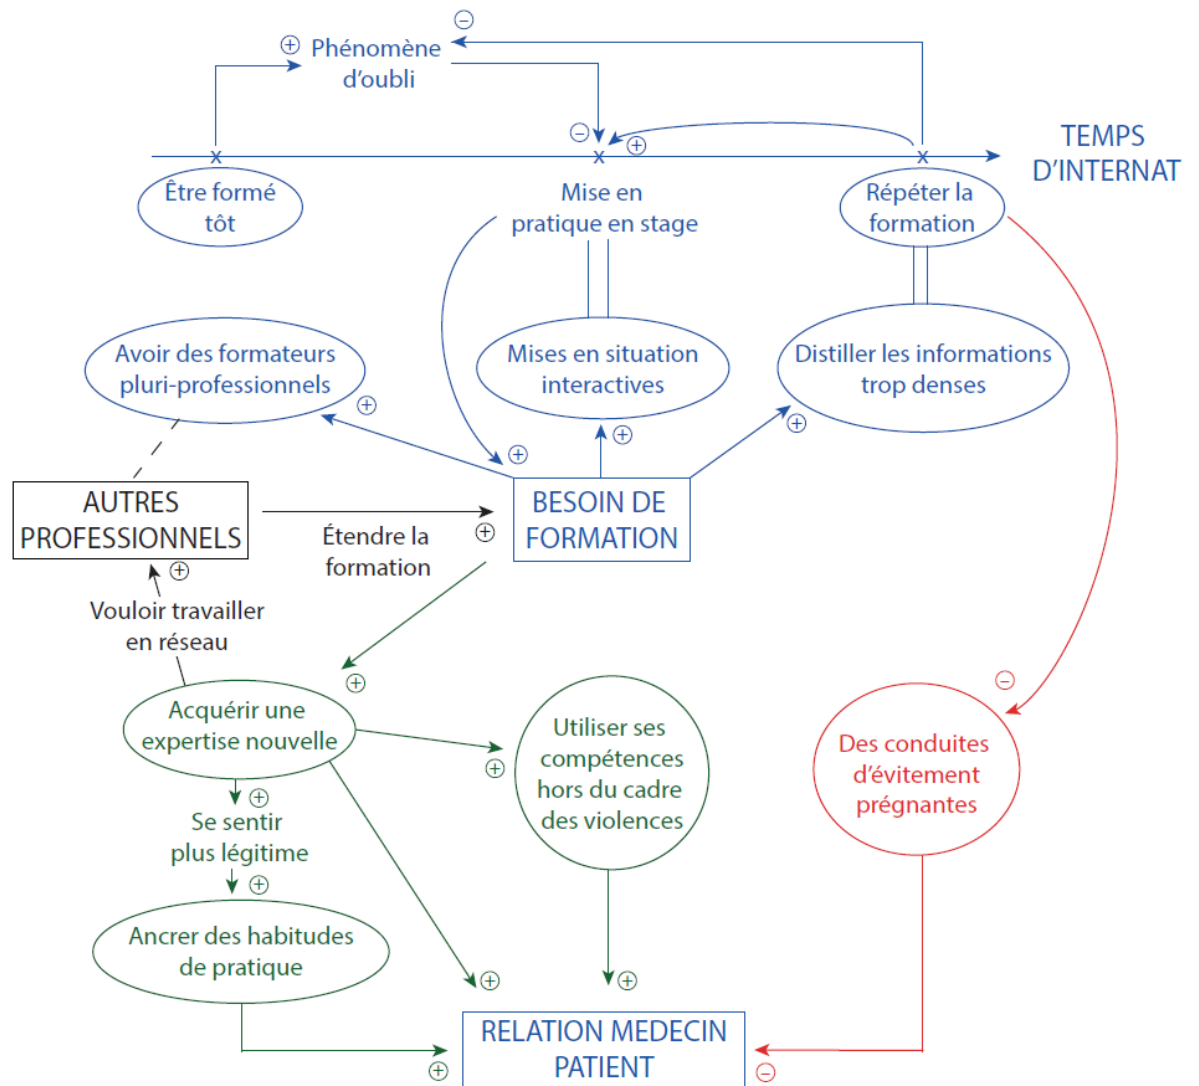 ⊖
⊕ Phénomène
d'oubli
⊖
⊕
TEMPS
D'INTERNAT
x
x
x
Être formé
tôt
Mise en
pratique en stage
Répéter la
formation
Avoir des formateurs
pluri-professionnels
Mises en situation
interactives
Distiller les informations
trop denses
⊕
⊕
⊕
⊕
AUTRES
PROFESSIONNELS
BESOIN DE
FORMATION
⊕
Étendre la
formation
⊕
Vouloir travailler
en réseau
⊕
⊖
Acquérir une
expertise nouvelle
Utiliser ses
compétences
hors du cadre
des violences
Des conduites
d'évitement
prégnantes
⊕
⊕
Se sentir
plus légitime
⊕
Ancrer des habitudes
de pratique
⊕
⊕
RELATION MEDECIN
PATIENT
⊕
⊖